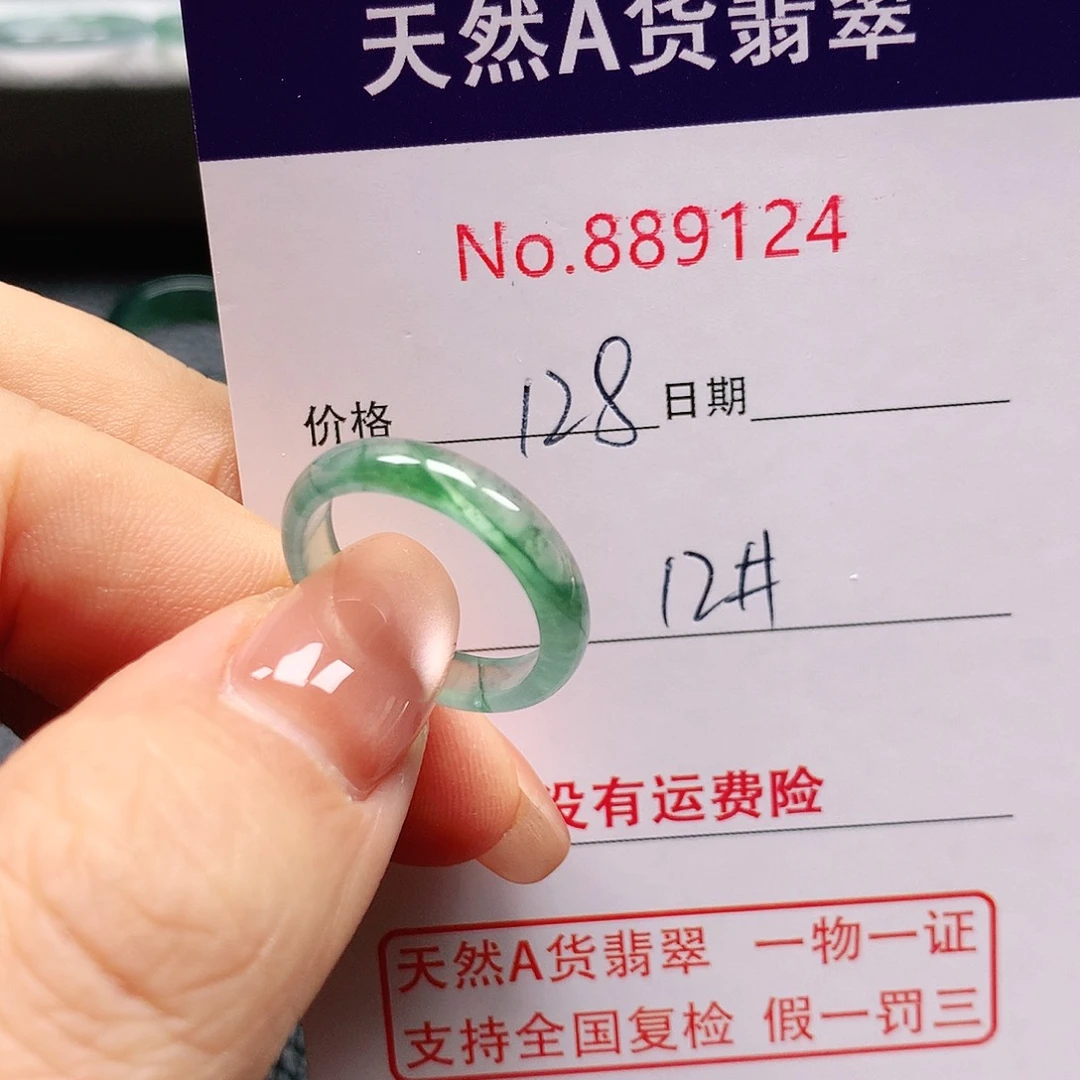 天然A货翡翠
No.889124
价格 128 日期
12#
没有运费险
天然A货翡翠 一物一证
支持全国复检 假一罚三